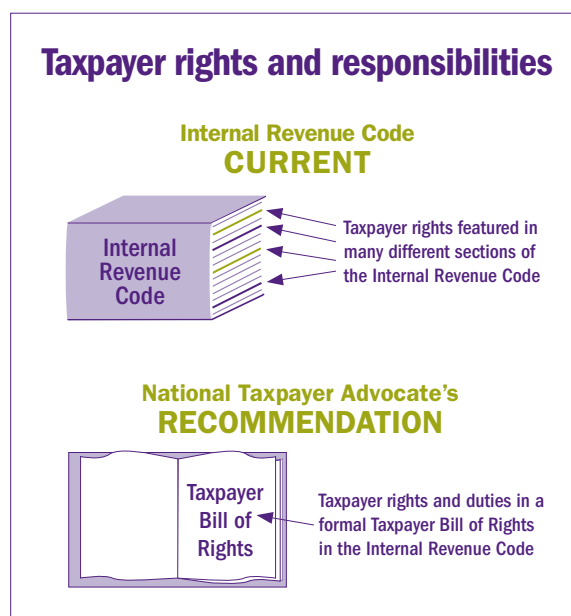 Taxpayer rights and responsibilities
Internal Revenue Code
CURRENT
Internal
Revenue
Code
Taxpayer rights featured in
many different sections of
the Internal Revenue Code
National Taxpayer Advocate's
RECOMMENDATION
Taxpayer
Bill of
Rights
Taxpayer rights and duties in a
formal Taxpayer Bill of Rights
in the Internal Revenue Code